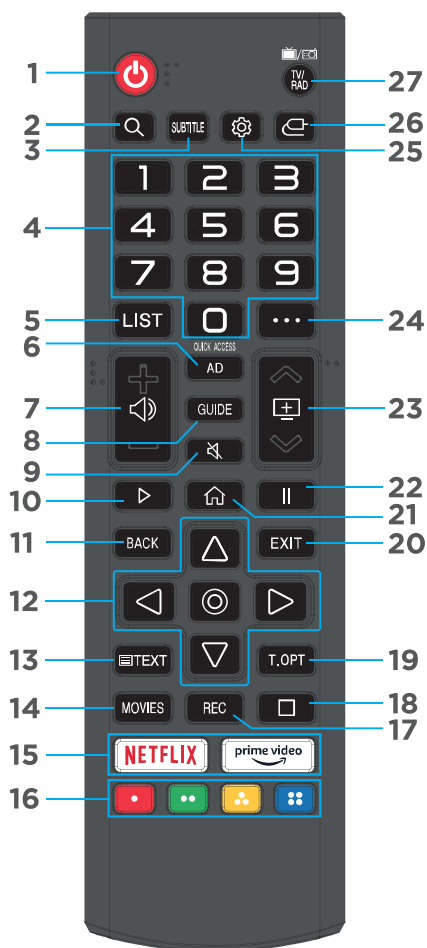 TV/
RAD
1
27
2
SUBTITLE
26
3
25
1 2 3
4
4 5 6
7 8 9
5
LIST
0
24
6
QUICK ACCESS
AD
7
23
8
GUIDE
9
10
22
21
11
BACK
EXIT
20
12
13
TEXT
T.OPT
19
14
MOVIES
REC
18
17
15
NETFLIX
prime video
16